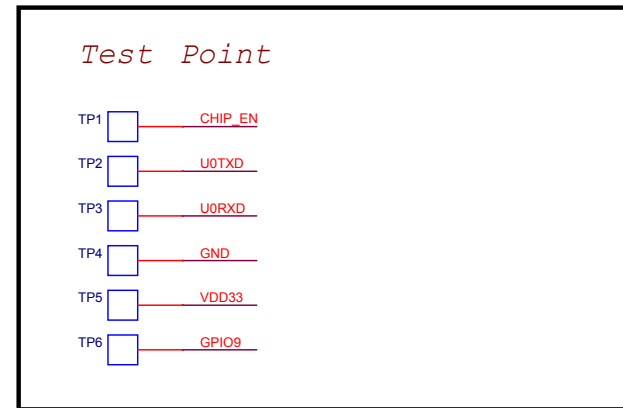 Test Point
TP1 CHIP_EN
TP2 U0TXD
TP3 U0RXD
TP4 GND
TP5 VDD33
TP6 GPIO9